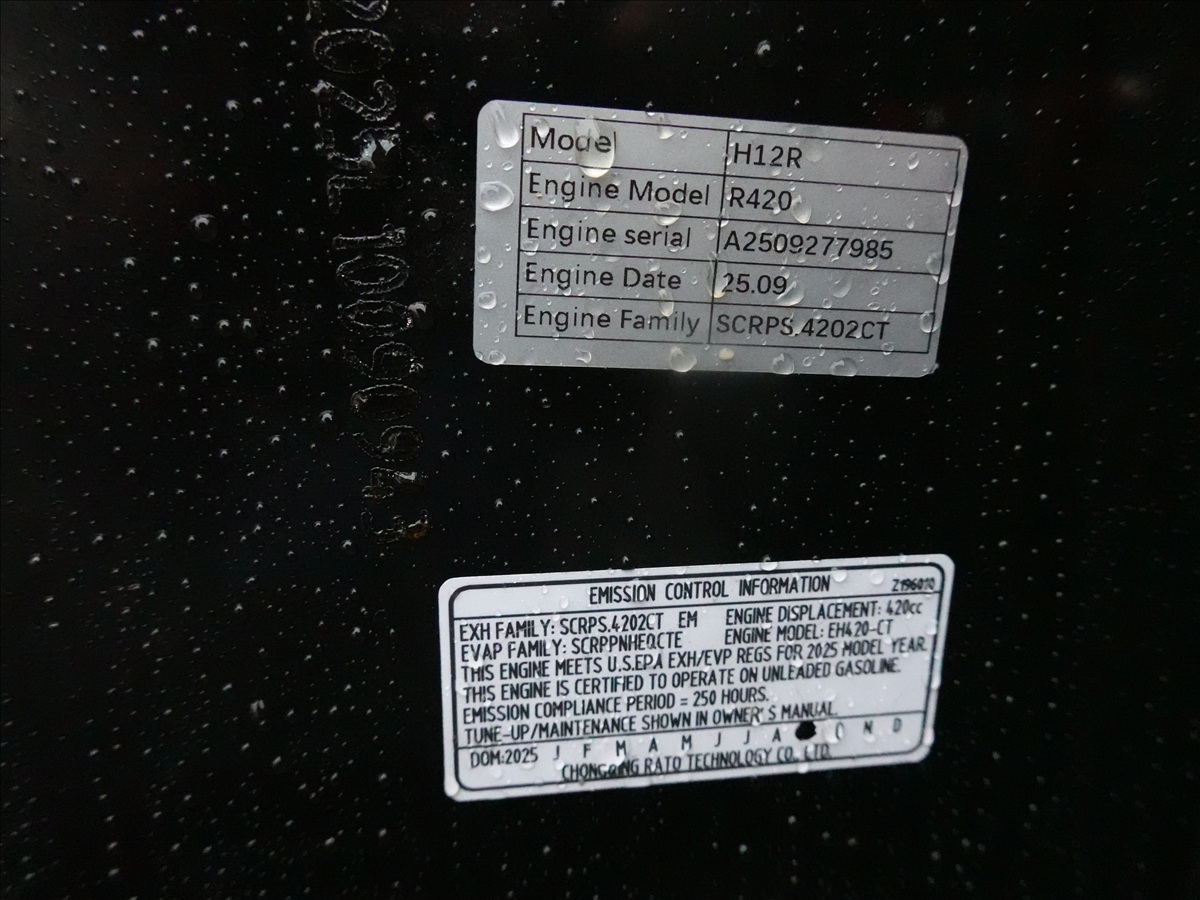 Model H12R
Engine Model R420
Engine serial A2509277985
Engine Date 25.09
Engine Family SCRPS.4202CT
EMISSION CONTROL INFORMATION
EXH FAMILY: SCRPS.4202CT EM ENGINE DISPLACEMENT: 420cc
EVAP FAMILY: SCRPPNHEQCTE ENGINE MODEL: EH420-CT
THIS ENGINE MEETS U.S.EPA EXH/EVP REGS FOR 2025 MODEL YEAR.
THIS ENGINE IS CERTIFIED TO OPERATE ON UNLEADED GASOLINE.
EMISSION COMPLIANCE PERIOD = 250 HOURS.
TUNE-UP/MAINTENANCE SHOWN IN OWNER'S MANUAL
DOM:2025 J F M A M J J A O N D
CHONGQING RATO TECHNOLOGY CO., LTD.